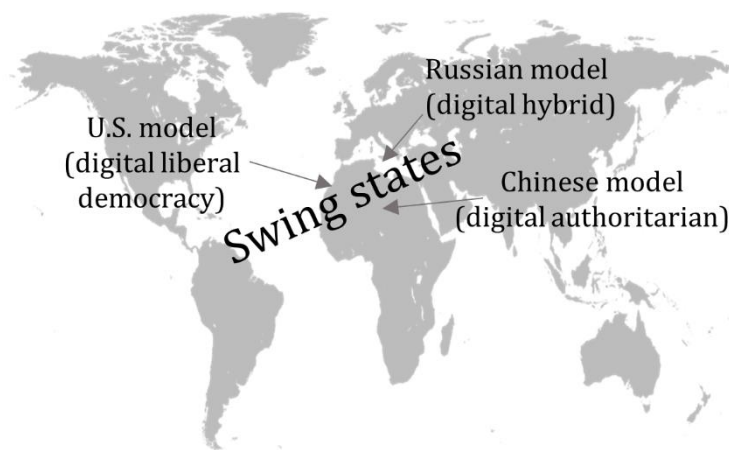 Russian model
(digital hybrid)
U.S. model
(digital liberal
democracy)
Swing states
Chinese model
(digital authoritarian)